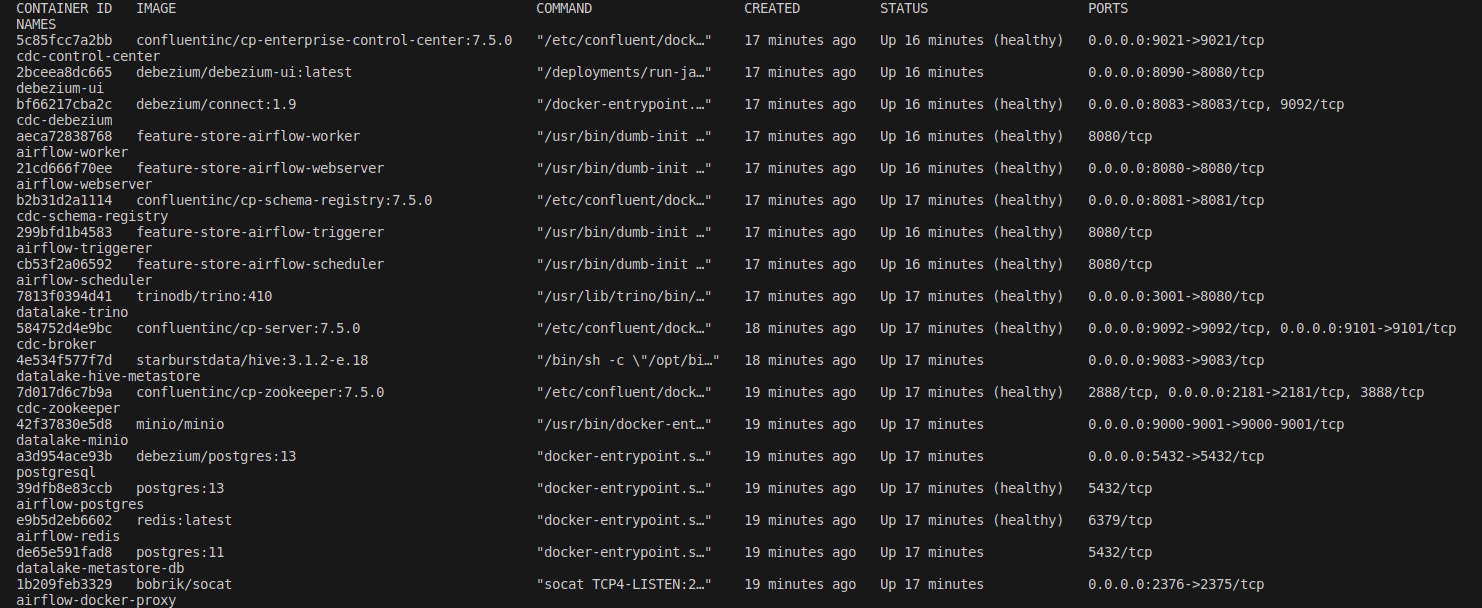 CONTAINER ID   IMAGE                                             COMMAND                  CREATED          STATUS                    PORTS
NAMES
5c85fcc7a2bb   confluentinc/cp-enterprise-control-center:7.5.0   "/etc/confluent/dock…"   17 minutes ago   Up 16 minutes (healthy)   0.0.0.0:9021->9021/tcp
cdc-control-center
2bceea8dc665   debezium/debezium-ui:latest                       "/deployments/run-ja…"   17 minutes ago   Up 16 minutes             0.0.0.0:8090->8080/tcp
debezium-ui
bf66217cba2c   debezium/connect:1.9                              "/docker-entrypoint.…"   17 minutes ago   Up 16 minutes (healthy)   0.0.0.0:8083->8083/tcp, 9092/tcp
cdc-debezium
aeca72838768   feature-store-airflow-worker                      "/usr/bin/dumb-init …"   17 minutes ago   Up 16 minutes (healthy)   8080/tcp
airflow-worker
21cd666f70ee   feature-store-airflow-webserver                   "/usr/bin/dumb-init …"   17 minutes ago   Up 16 minutes (healthy)   0.0.0.0:8080->8080/tcp
airflow-webserver
b2b31d2a1114   confluentinc/cp-schema-registry:7.5.0             "/etc/confluent/dock…"   17 minutes ago   Up 17 minutes (healthy)   0.0.0.0:8081->8081/tcp
cdc-schema-registry
299bfd1b4583   feature-store-airflow-triggerer                   "/usr/bin/dumb-init …"   17 minutes ago   Up 16 minutes (healthy)   8080/tcp
airflow-triggerer
cb53f2a06592   feature-store-airflow-scheduler                   "/usr/bin/dumb-init …"   17 minutes ago   Up 16 minutes (healthy)   8080/tcp
airflow-scheduler
7813f0394d41   trinodb/trino:410                                 "/usr/lib/trino/bin/…"   17 minutes ago   Up 17 minutes (healthy)   0.0.0.0:3001->8080/tcp
datalake-trino
584752d4e9bc   confluentinc/cp-server:7.5.0                      "/etc/confluent/dock…"   18 minutes ago   Up 17 minutes (healthy)   0.0.0.0:9092->9092/tcp, 0.0.0.0:9101->9101/tcp
cdc-broker
4e534f577f7d   starburstdata/hive:3.1.2-e.18                     "/bin/sh -c \"/opt/bi…"   18 minutes ago   Up 17 minutes             0.0.0.0:9083->9083/tcp
datalake-hive-metastore
7d017d6c7b9a   confluentinc/cp-zookeeper:7.5.0                   "/etc/confluent/dock…"   19 minutes ago   Up 17 minutes (healthy)   2888/tcp, 0.0.0.0:2181->2181/tcp, 3888/tcp
cdc-zookeeper
42f37830e5d8   minio/minio                                       "/usr/bin/docker-ent…"   19 minutes ago   Up 17 minutes             0.0.0.0:9000-9001->9000-9001/tcp
datalake-minio
a3d954ace93b   debezium/postgres:13                              "docker-entrypoint.s…"   19 minutes ago   Up 17 minutes             0.0.0.0:5432->5432/tcp
postgresql
39dfb8e83ccb   postgres:13                                       "docker-entrypoint.s…"   19 minutes ago   Up 17 minutes (healthy)   5432/tcp
airflow-postgres
e9b5d2eb6602   redis:latest                                      "docker-entrypoint.s…"   19 minutes ago   Up 17 minutes (healthy)   6379/tcp
airflow-redis
de65e591fad8   postgres:11                                       "docker-entrypoint.s…"   19 minutes ago   Up 17 minutes             5432/tcp
datalake-metastore-db
1b209feb3329   bobrik/socat                                      "socat TCP4-LISTEN:2…"   19 minutes ago   Up 17 minutes             0.0.0.0:2376->2375/tcp
airflow-docker-proxy